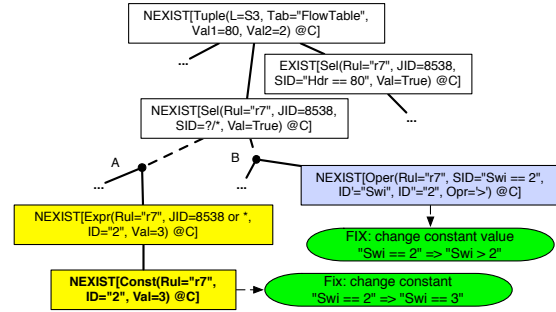 NEXIST[Tuple(L=S3, Tab="FlowTable",
Val1=80, Val2=2) @C]
...
EXIST[Sel(Rul="r7", JID=8538,
SID="Hdr == 80", Val=True) @C]
NEXIST[Sel(Rul="r7", JID=8538,
SID=?/*, Val=True) @C]
...
A
B
...
...
NEXIST[Oper(Rul="r7", SID="Swi == 2",
ID'="Swi", ID"="2", Opr='>') @C]
NEXIST[Expr(Rul="r7", JID=8538 or *,
ID="2", Val=3) @C]
FIX: change constant value
"Swi == 2" => "Swi > 2"
NEXIST[Const(Rul="r7",
ID="2", Val=3) @C]
Fix: change constant
"Swi == 2" => "Swi == 3"